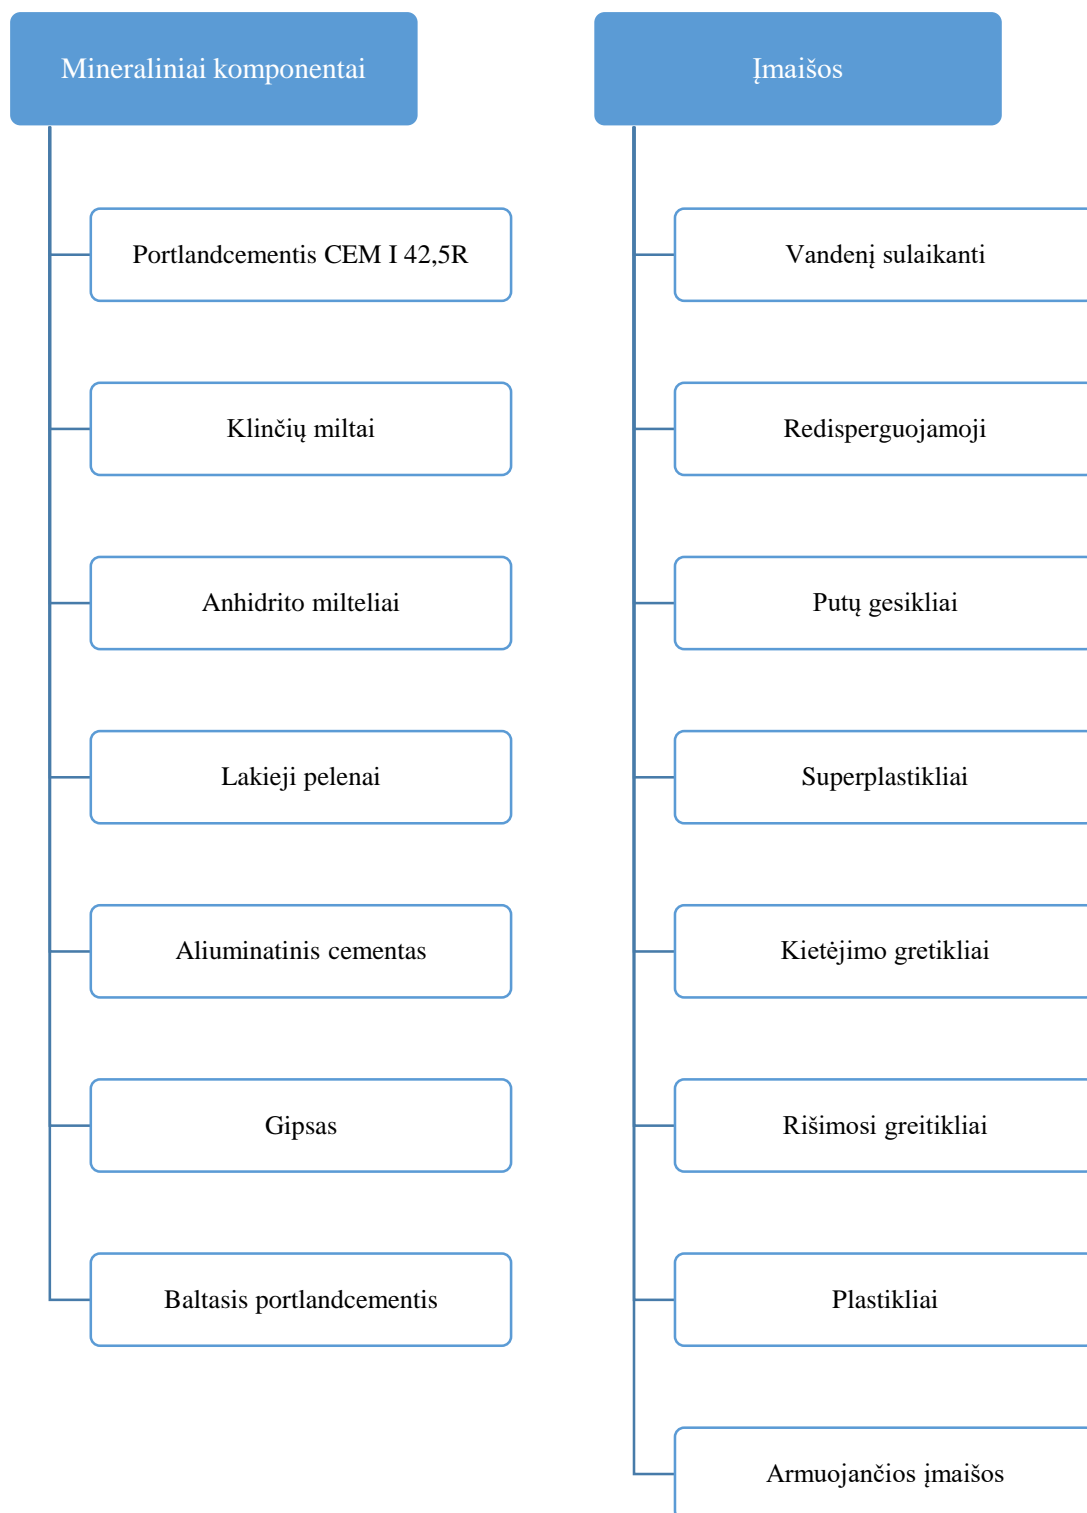 Mineraliniai komponentai
Portlandcementis CEM I 42,5R
Klinčių miltai
Anhidrito milteliai
Lakieji pelenai
Aliuminatinis cementas
Gipsas
Baltasis portlandcementis
Įmaišos
Vandenį sulaikanti
Redisperguojamoji
Putų gesikliai
Superplastikliai
Kietėjimo gretikliai
Rišimosi greitikliai
Plastikliai
Armuojančios įmaišos